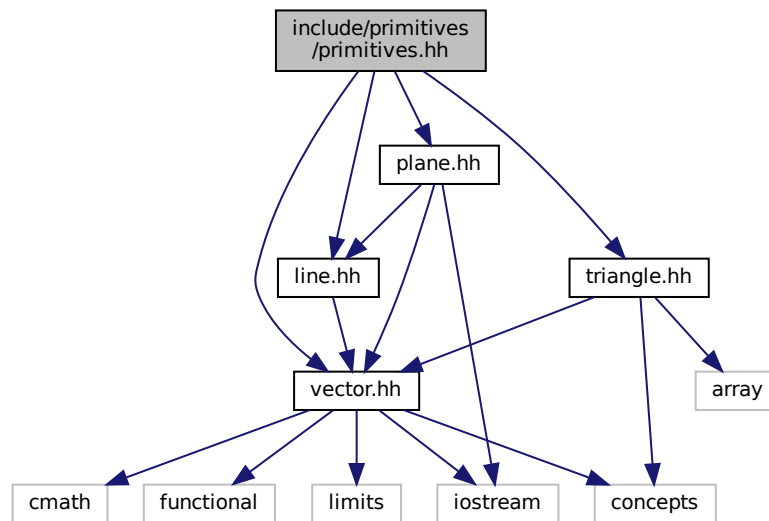 include/primitives
/primitives.hh
plane.hh
line.hh
triangle.hh
vector.hh
array
cmath
functional
limits
iostream
concepts